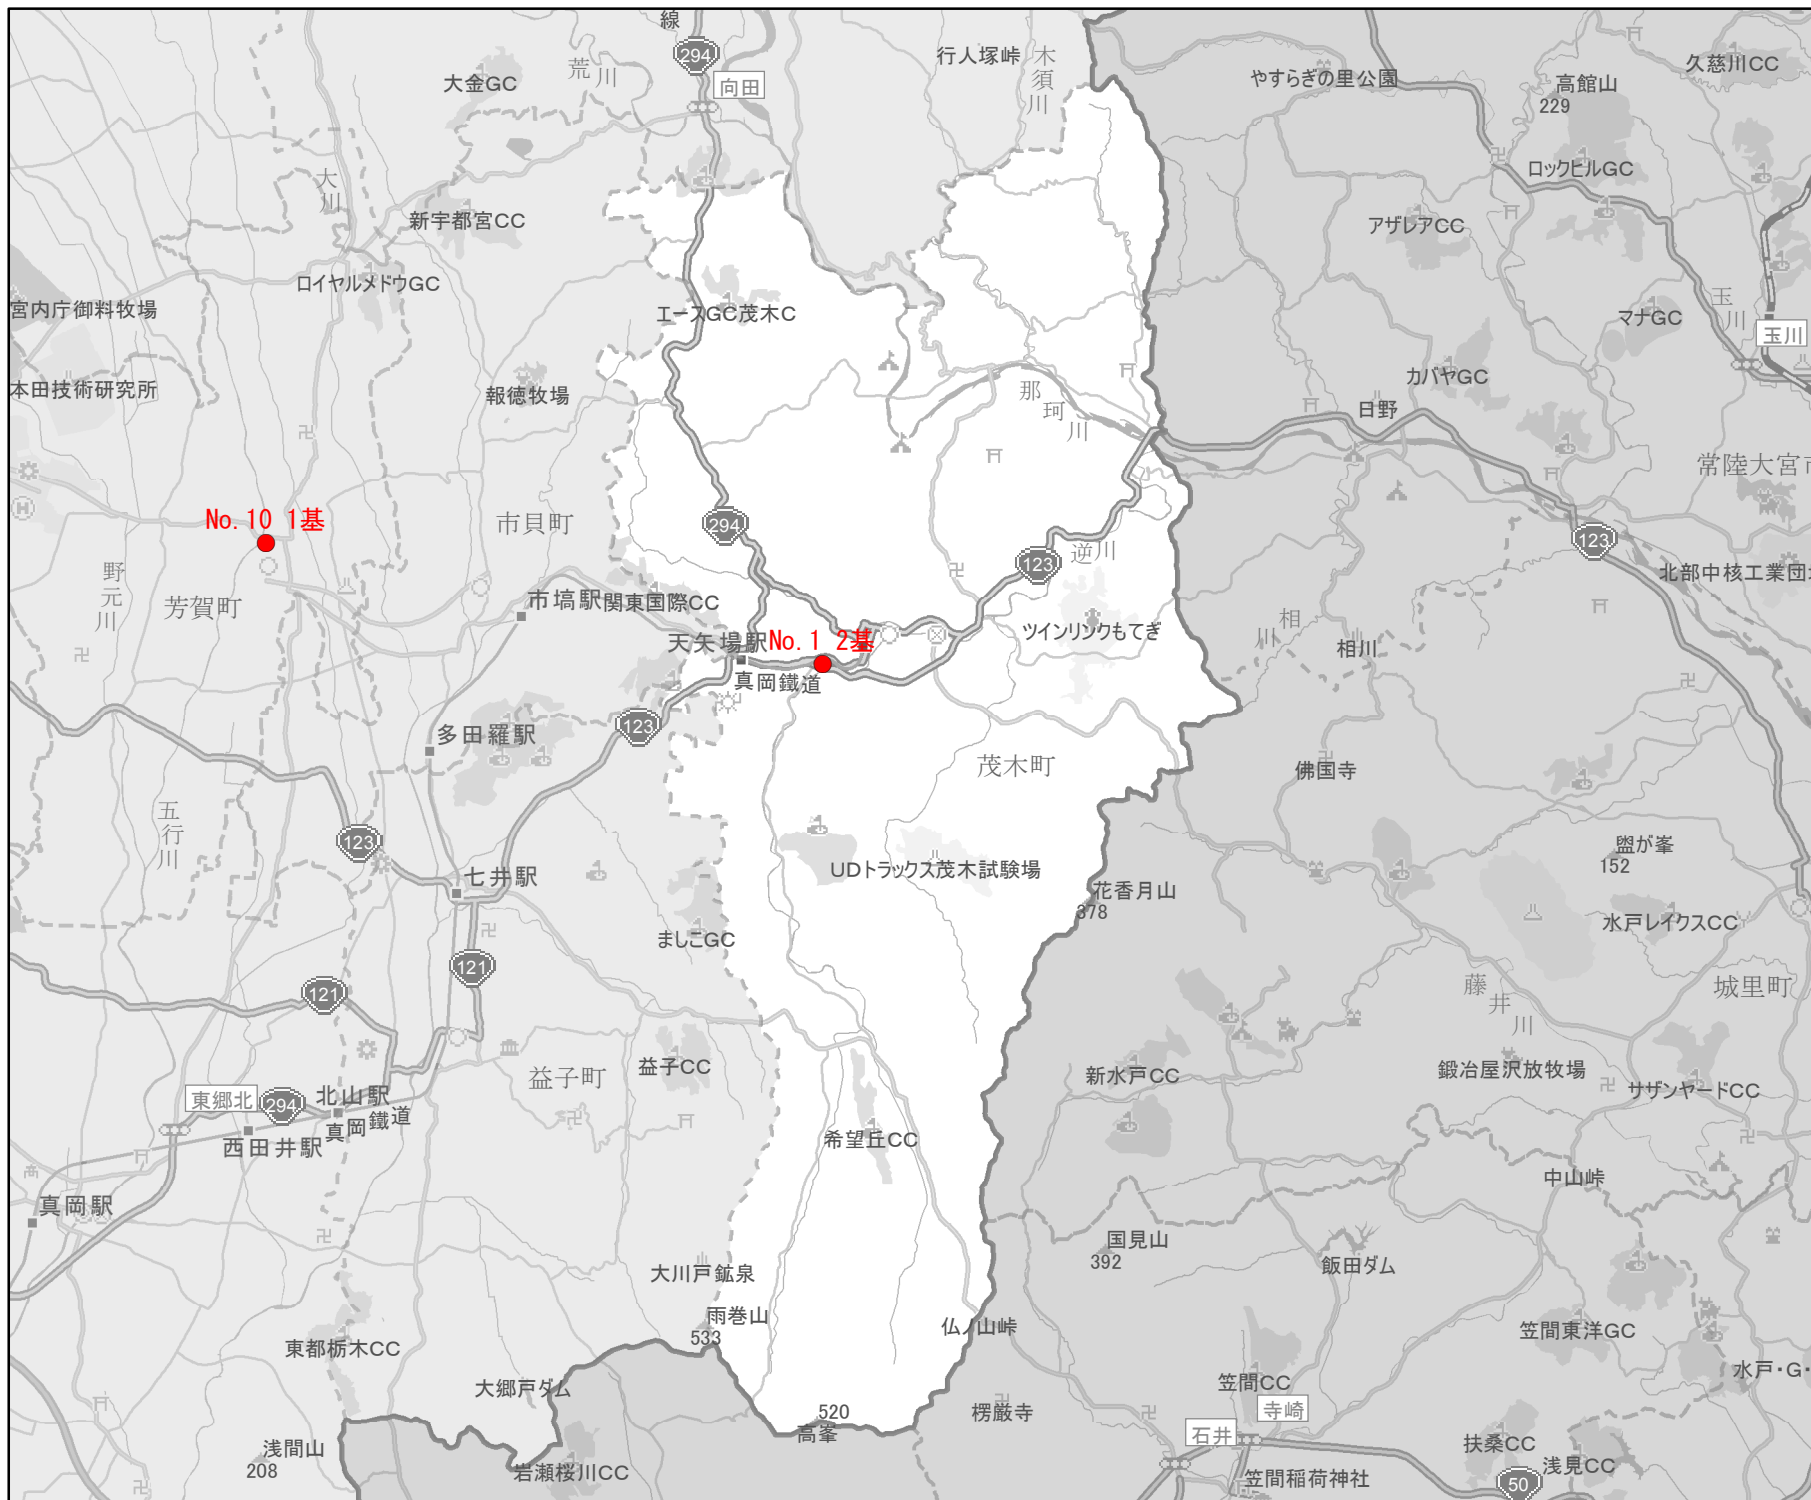 線
294
行人塚峠
木須川
やすらぎの里公園
久慈川CC
大金GC
荒川
向田
高館山
229
大川
新宇都宮CC
ロックヒルGC
アザレアCC
ロイヤルメドウGC
宮内庁御料牧場
エースGC茂木C
マナGC
玉川
玉川
本田技術研究所
報徳牧場
那珂川
カバヤGC
日野
常陸大宮市
No.10 1基
市貝町
294
逆川
123
123
北部中核工業団地
野元川
芳賀町
市塙駅
関東国際CC
天矢場駅
No.1 2基
ツインリンクもてぎ
相川
相川
真岡鐵道
多田羅駅
123
茂木町
佛国寺
五行川
123
UDトラックス茂木試験場
盥が峯
152
七井駅
花香月山
378
水戸レイクスCC
ましこGC
121
121
藤井川
城里町
益子町
益子CC
新水戸CC
鍛冶屋沢放牧場
サザンヤードCC
東郷北
294
北山駅
真岡鐵道
西田井駅
希望丘CC
中山峠
真岡駅
国見山
392
飯田ダム
大川戸鉱泉
雨巻山
533
仏ノ山峠
笠間東洋GC
東都栃木CC
水戸・G・
大郷戸ダム
笠間CC
寺崎
520
高峯
楞厳寺
石井
浅間山
208
岩瀬桜川CC
笠間稲荷神社
扶桑CC
浅見CC
50